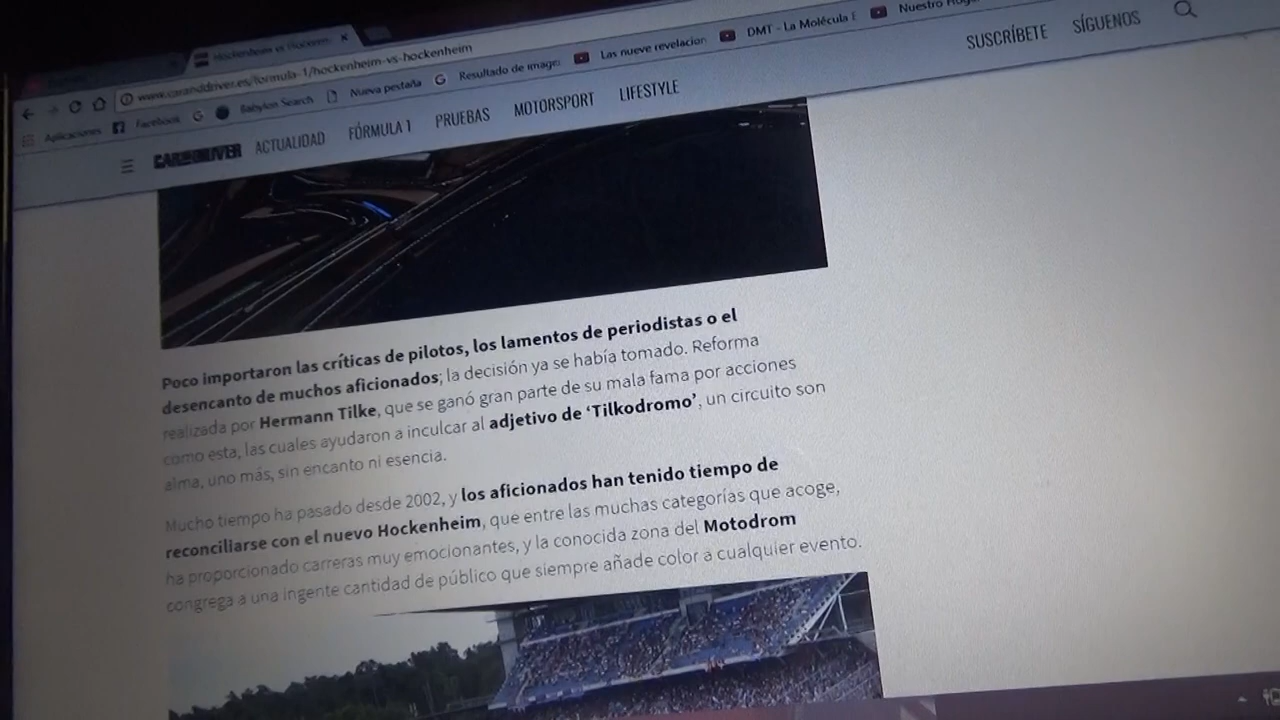 Hockenheim vs Hockenh
www.caranddriver.es/formula-1/hockenheim-vs-hockenheim
Aplicaciones Facebook Babylon Search Nueva pestaña Resultado de image Las nueve revelacion DMT - La Molécula E Nuestro Hoga
CAR AND DRIVER ACTUALIDAD FÓRMULA 1 PRUEBAS MOTORSPORT LIFESTYLE SUSCRÍBETE SÍGUENOS
Poco importaron las críticas de pilotos, los lamentos de periodistas o el
desencanto de muchos aficionados; la decisión ya se había tomado. Reforma
realizada por Hermann Tilke, que se ganó gran parte de su mala fama por acciones
como esta, las cuales ayudaron a inculcar al adjetivo de ‘Tilkodromo’, un circuito son
alma, uno más, sin encanto ni esencia.
Mucho tiempo ha pasado desde 2002, y los aficionados han tenido tiempo de
reconciliarse con el nuevo Hockenheim, que entre las muchas categorías que acoge,
ha proporcionado carreras muy emocionantes, y la conocida zona del Motodrom
congrega a una ingente cantidad de público que siempre añade color a cualquier evento.